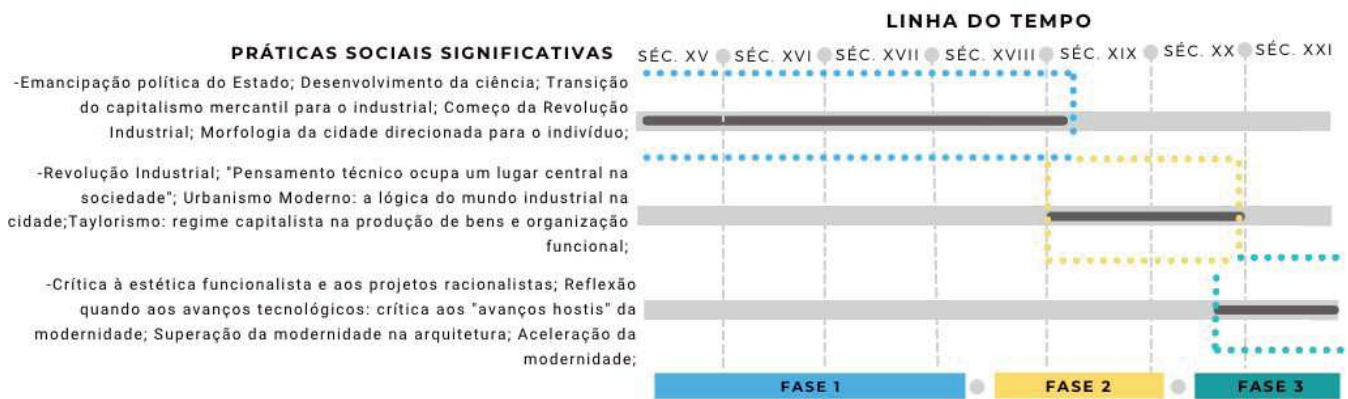 LINHA DO TEMPO
PRÁTICAS SOCIAIS SIGNIFICATIVAS
SÉC. XV SÉC. XVI SÉC. XVII SÉC. XVIII SÉC. XIX SÉC. XX SÉC. XXI
-Emancipação política do Estado; Desenvolvimento da ciência; Transição
do capitalismo mercantil para o industrial; Começo da Revolução
Industrial; Morfologia da cidade direcionada para o indivíduo;
-Revolução Industrial; "Pensamento técnico ocupa um lugar central na
sociedade"; Urbanismo Moderno: a lógica do mundo industrial na
cidade;Taylorismo: regime capitalista na produção de bens e organização
funcional;
-Crítica à estética funcionalista e aos projetos racionalistas; Reflexão
quando aos avanços tecnológicos: crítica aos "avanços hostis" da
modernidade; Superação da modernidade na arquitetura; Aceleração da
modernidade;
FASE 1 FASE 2 FASE 3